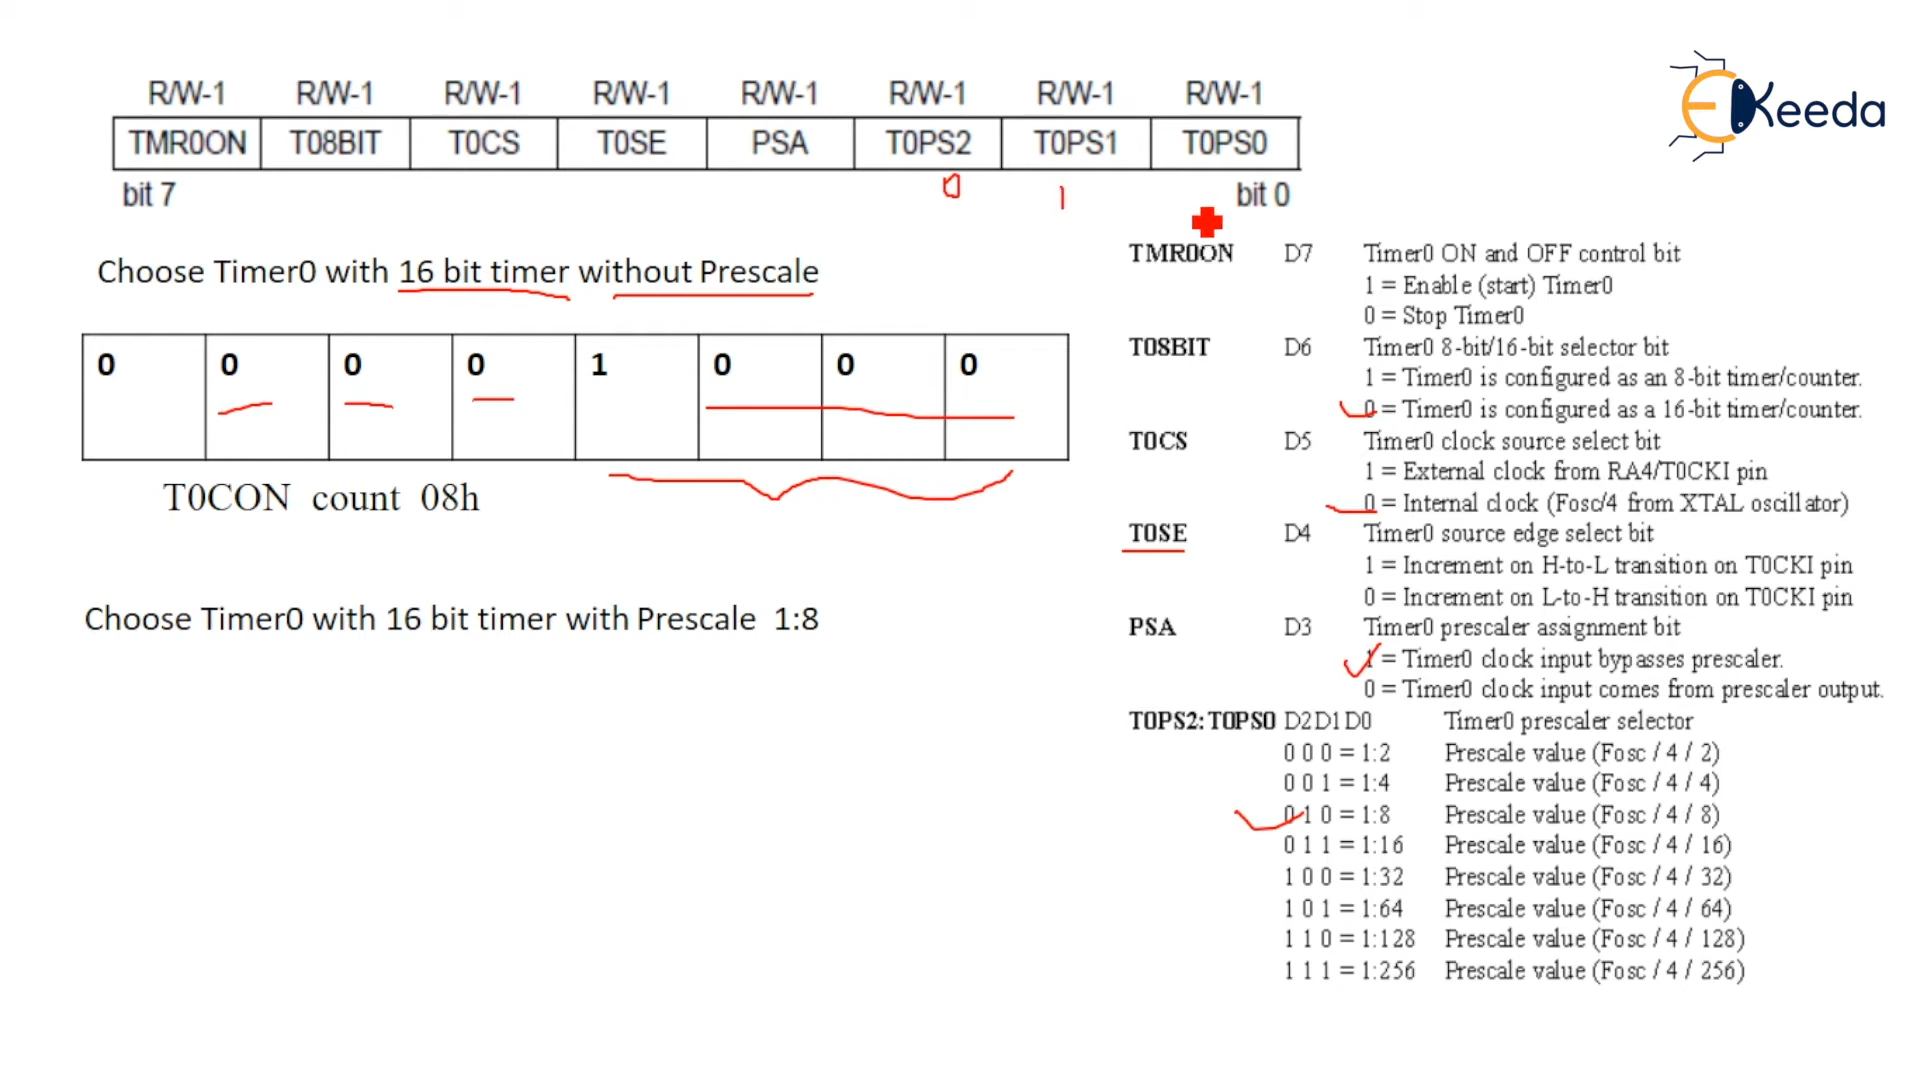 EKeeda
R/W-1 R/W-1 R/W-1 R/W-1 R/W-1 R/W-1 R/W-1 R/W-1
TMR0ON T08BIT T0CS T0SE PSA T0PS2 T0PS1 T0PS0
bit 7 0 1 bit 0
Choose Timer0 with 16 bit timer without Prescale
0 0 0 0 1 0 0 0
T0CON count 08h
Choose Timer0 with 16 bit timer with Prescale 1:8
TMR0ON D7 Timer0 ON and OFF control bit
1 = Enable (start) Timer0
0 = Stop Timer0
T08BIT D6 Timer0 8-bit/16-bit selector bit
1 = Timer0 is configured as an 8-bit timer/counter.
0 = Timer0 is configured as a 16-bit timer/counter.
T0CS D5 Timer0 clock source select bit
1 = External clock from RA4/T0CKI pin
0 = Internal clock (Fosc/4 from XTAL oscillator)
T0SE D4 Timer0 source edge select bit
1 = Increment on H-to-L transition on T0CKI pin
0 = Increment on L-to-H transition on T0CKI pin
PSA D3 Timer0 prescaler assignment bit
1 = Timer0 clock input bypasses prescaler.
0 = Timer0 clock input comes from prescaler output.
T0PS2:T0PS0 D2D1D0 Timer0 prescaler selector
0 0 0 = 1:2 Prescale value (Fosc / 4 / 2)
0 0 1 = 1:4 Prescale value (Fosc / 4 / 4)
0 1 0 = 1:8 Prescale value (Fosc / 4 / 8)
0 1 1 = 1:16 Prescale value (Fosc / 4 / 16)
1 0 0 = 1:32 Prescale value (Fosc / 4 / 32)
1 0 1 = 1:64 Prescale value (Fosc / 4 / 64)
1 1 0 = 1:128 Prescale value (Fosc / 4 / 128)
1 1 1 = 1:256 Prescale value (Fosc / 4 / 256)